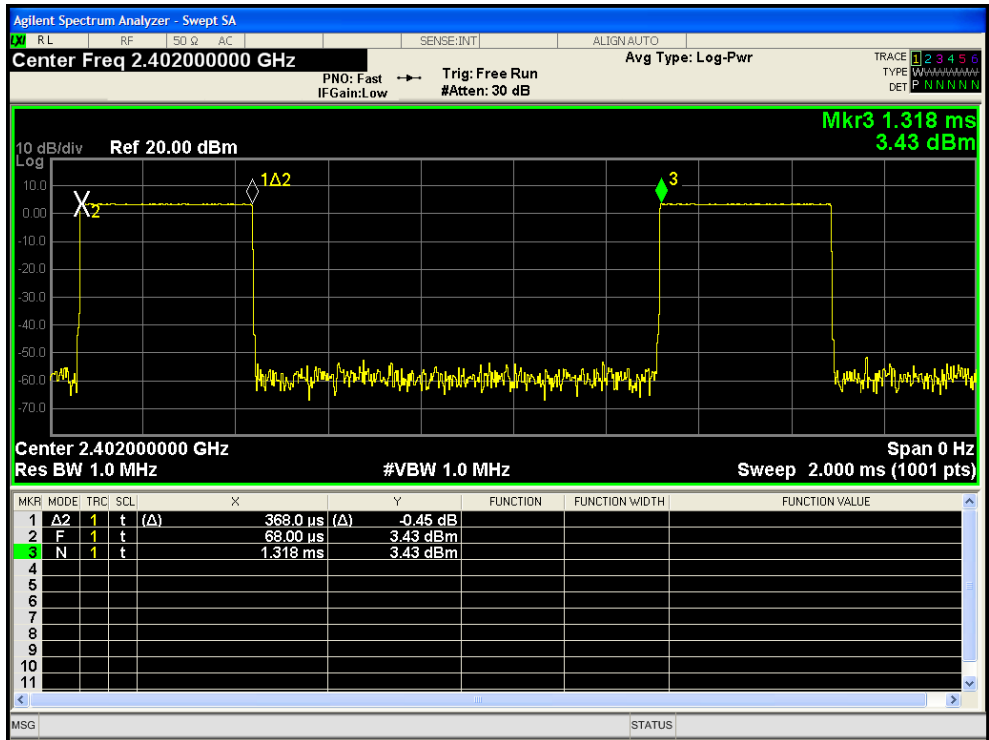 Agilent Spectrum Analyzer - Swept SA
LXI RL RF 50 Ω AC SENSE:INT ALIGN AUTO
Center Freq 2.402000000 GHz
PNO: Fast
IFGain:Low
Trig: Free Run
#Atten: 30 dB
Avg Type: Log-Pwr
TRACE 1 2 3 4 5 6
TYPE WWWWWW
DET P N N N N N
Mkr3 1.318 ms
3.43 dBm
10 dB/div Ref 20.00 dBm
Log
10.0
0.00
-10.0
-20.0
-30.0
-40.0
-50.0
-60.0
-70.0
X2
1Δ2
3
Center 2.402000000 GHz Span 0 Hz
Res BW 1.0 MHz #VBW 1.0 MHz Sweep 2.000 ms (1001 pts)
MKR MODE TRC SCL X Y FUNCTION FUNCTION WIDTH FUNCTION VALUE
1 Δ2 1 t (Δ) 368.0 µs (Δ) -0.45 dB
2 F 1 t 68.00 µs 3.43 dBm
3 N 1 t 1.318 ms 3.43 dBm
4
5
6
7
8
9
10
11
MSG STATUS